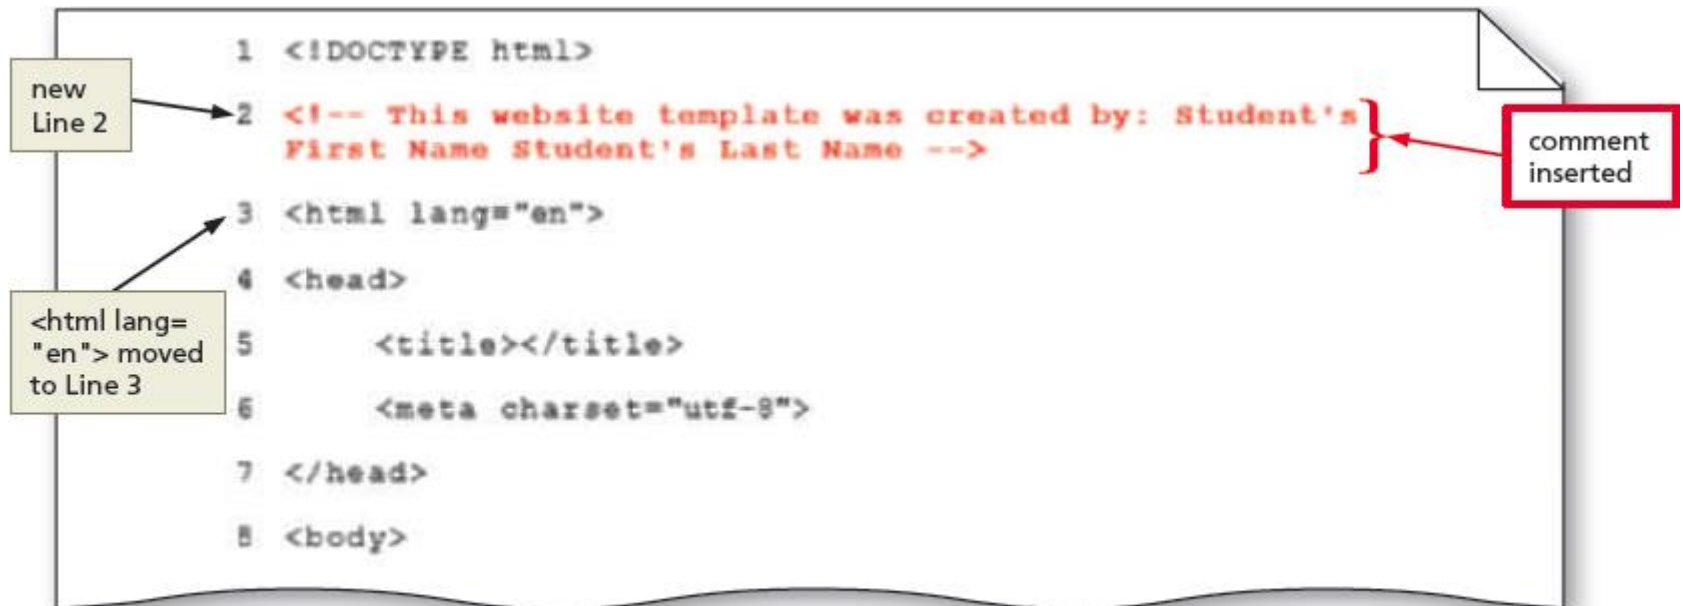 1 <!DOCTYPE html>
new
Line 2
2 <!-- This website template was created by: Student's
First Name Student's Last Name -->
comment
inserted
3 <html lang="en">
4 <head>
<html lang=
"en"> moved
to Line 3
5 <title></title>
6 <meta charset="utf-8">
7 </head>
8 <body>